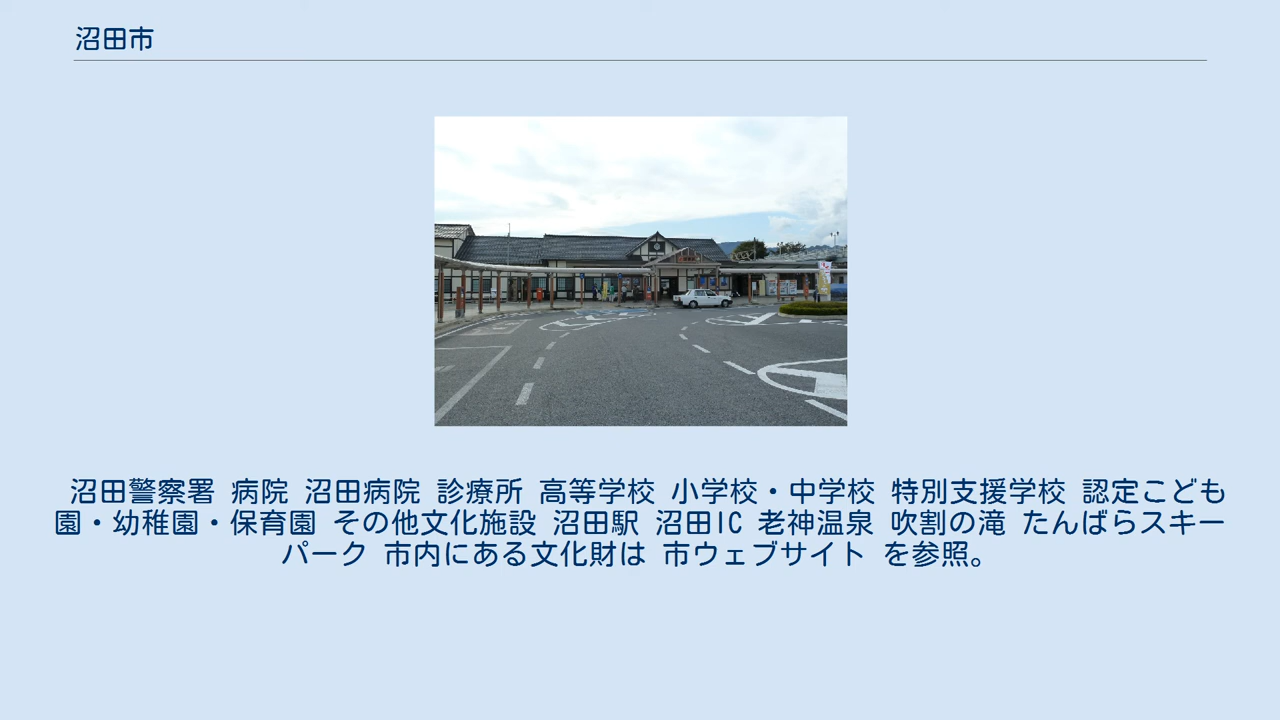 沼田市
沼田警察署 病院 沼田病院 診療所 高等学校 小学校・中学校 特別支援学校 認定こども
園・幼稚園・保育園 その他文化施設 沼田駅 沼田IC 老神温泉 吹割の滝 たんばらスキー
パーク 市内にある文化財は 市ウェブサイト を参照。